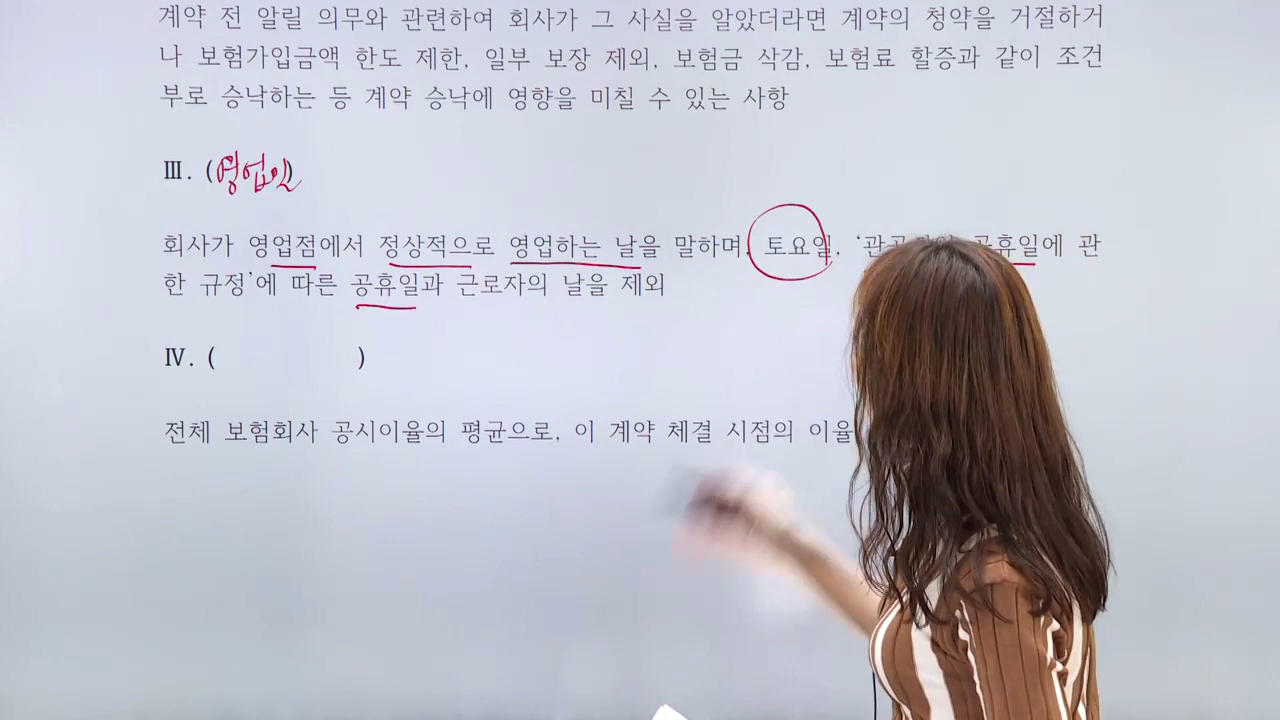 계약 전 알릴 의무와 관련하여 회사가 그 사실을 알았더라면 계약의 청약을 거절하거
나 보험가입금액 한도 제한, 일부 보장 제외, 보험금 삭감, 보험료 할증과 같이 조건
부로 승낙하는 등 계약 승낙에 영향을 미칠 수 있는 사항
Ⅲ. (영업일)
회사가 영업점에서 정상적으로 영업하는 날을 말하며, 토요일, ‘ 공휴일에 관
한 규정’에 따른 공휴일과 근로자의 날을 제외
Ⅳ. ( )
전체 보험회사 공시이율의 평균으로, 이 계약 체결 시점의 이율